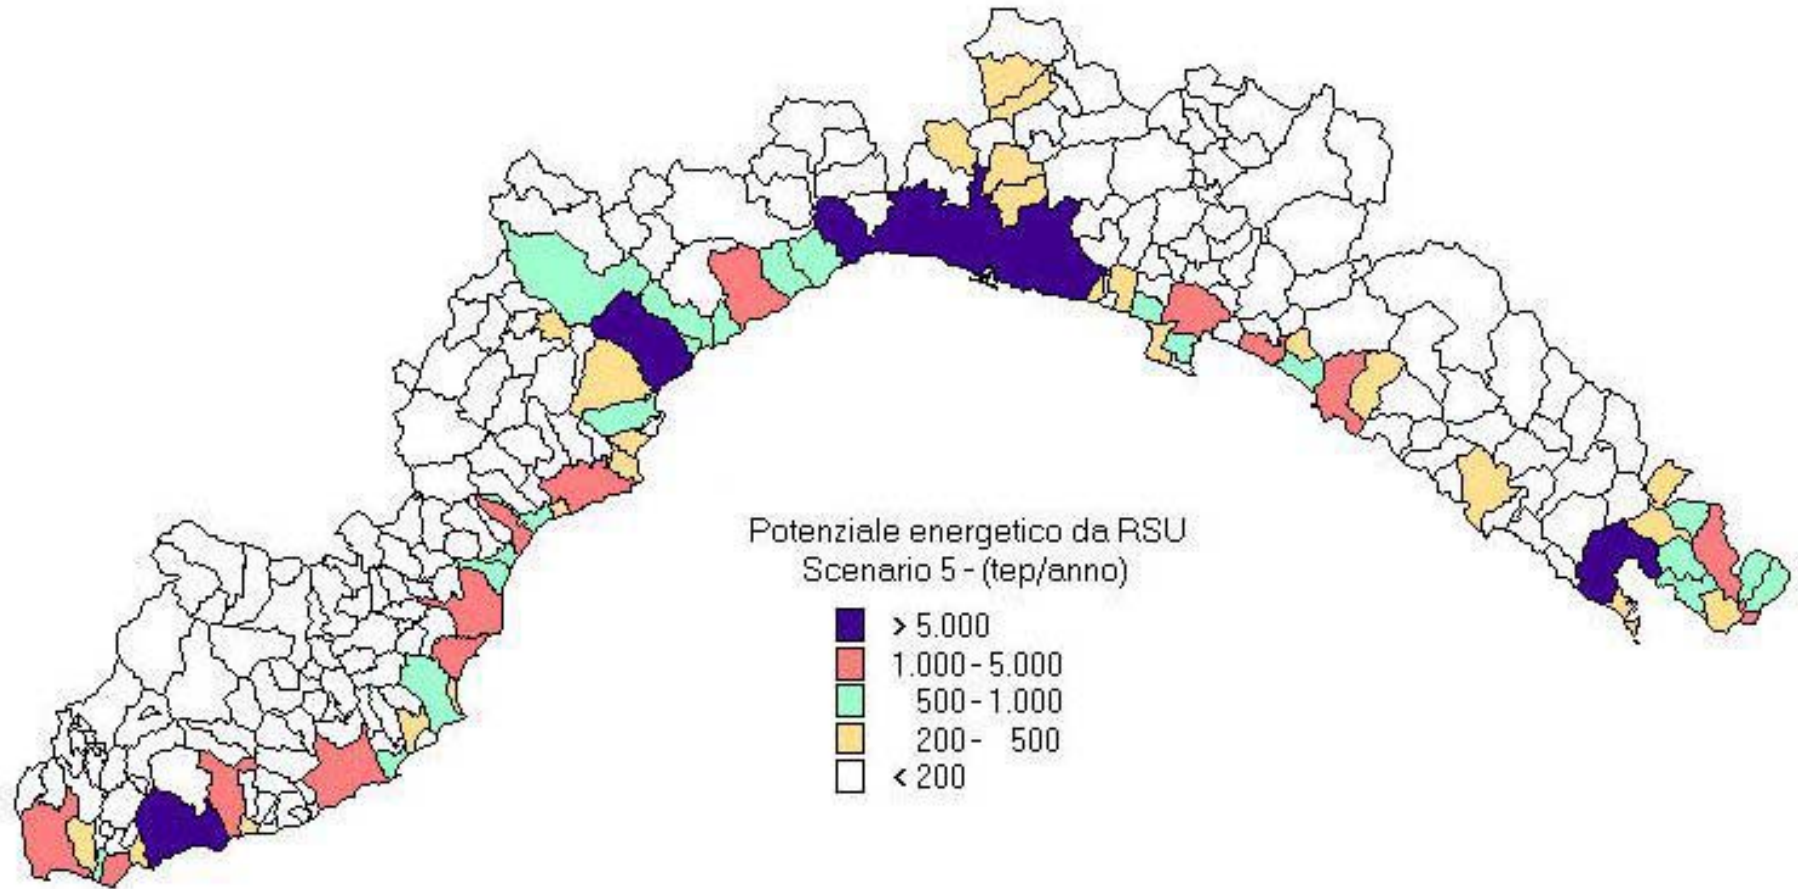 Potenziale energetico da RSU
Scenario 5 - (tep/anno)
> 5.000
1.000 - 5.000
500 - 1.000
200 - 500
< 200